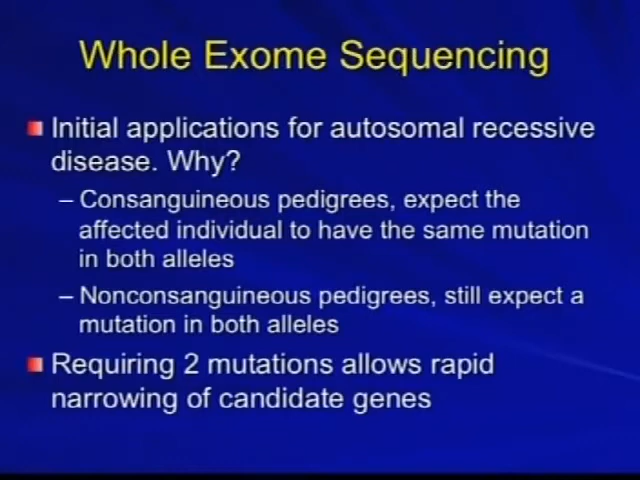 Whole Exome Sequencing
Initial applications for autosomal recessive
disease. Why?
– Consanguineous pedigrees, expect the
affected individual to have the same mutation
in both alleles
– Nonconsanguineous pedigrees, still expect a
mutation in both alleles
Requiring 2 mutations allows rapid
narrowing of candidate genes